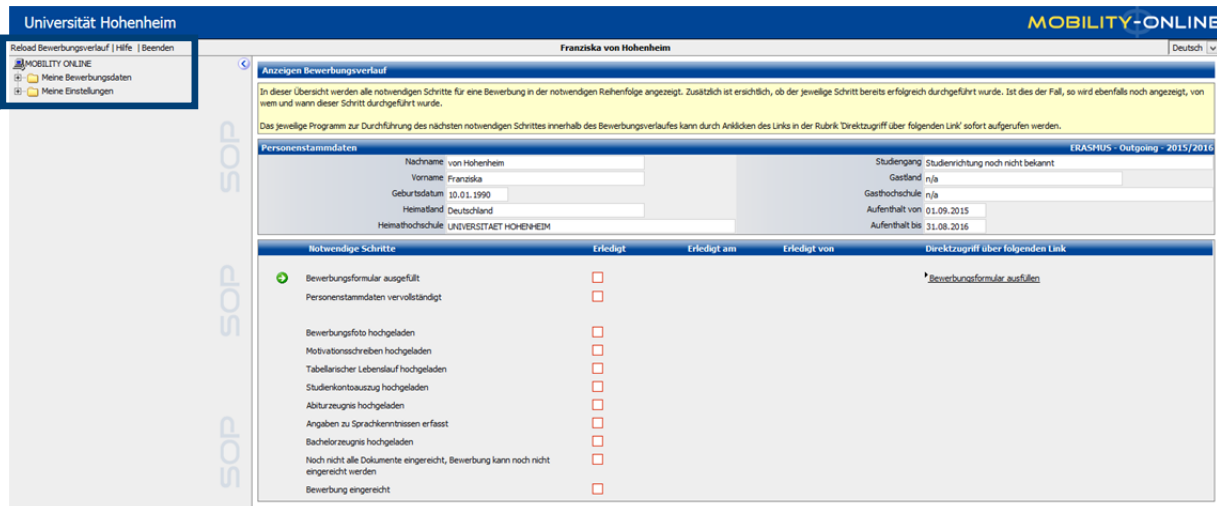 Universität Hohenheim
MOBILITY-ONLINE
Reload Bewerbungsverlauf | Hilfe | Beenden
Franziska von Hohenheim
Deutsch
MOBILITY ONLINE
Meine Bewerbungsdaten
Meine Einstellungen
SOP
SOP
SOP
Anzeigen Bewerbungsverlauf
In dieser Übersicht werden alle notwendigen Schritte für eine Bewerbung in der notwendigen Reihenfolge angezeigt. Zusätzlich ist ersichtlich, ob der jeweilige Schritt bereits erfolgreich durchgeführt wurde. Ist dies der Fall, so wird ebenfalls noch angezeigt, von
wem und wann dieser Schritt durchgeführt wurde.
Das jeweilige Programm zur Durchführung des nächsten notwendigen Schrittes innerhalb des Bewerbungsverlaufes kann durch Anklicken des Links in der Rubrik 'Direktzugriff über folgenden Link' sofort aufgerufen werden.
Personenstammdaten ERASMUS - Outgoing - 2015/2016
Nachname von Hohenheim Studiengang Studienrichtung noch nicht bekannt
Vorname Franziska Gastland n/a
Geburtsdatum 10.01.1990 Gasthochschule n/a
Heimatland Deutschland Aufenthalt von 01.09.2015
Heimathochschule UNIVERSITAET HOHENHEIM Aufenthalt bis 31.08.2016
Notwendige Schritte Erledigt Erledigt am Erledigt von Direktzugriff über folgenden Link
Bewerbungsformular ausgefüllt Bewerbungsformular ausfüllen
Personenstammdaten vervollständigt
Bewerbungsfoto hochgeladen
Motivationsschreiben hochgeladen
Tabellarischer Lebenslauf hochgeladen
Studienkontoauszug hochgeladen
Abiturzeugnis hochgeladen
Angaben zu Sprachkenntnissen erfasst
Bachelorzeugnis hochgeladen
Noch nicht alle Dokumente eingereicht, Bewerbung kann noch nicht
eingereicht werden
Bewerbung eingereicht